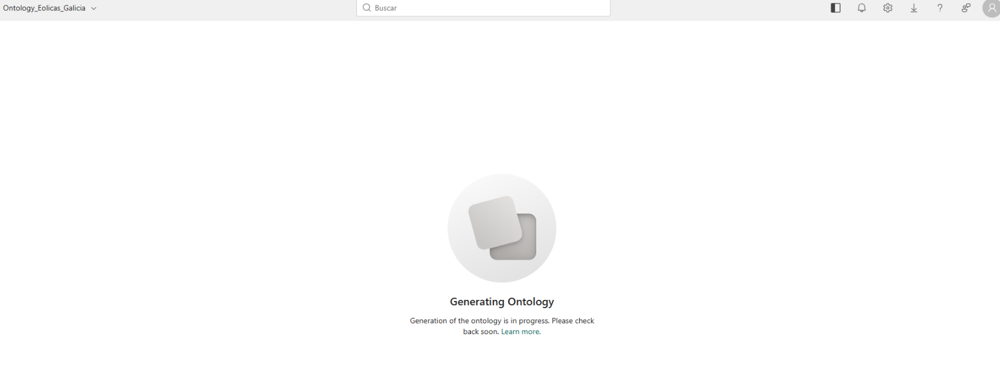 Ontology_Eolicas_Galicia
Buscar
Generating Ontology
Generation of the ontology is in progress. Please check
back soon. Learn more.